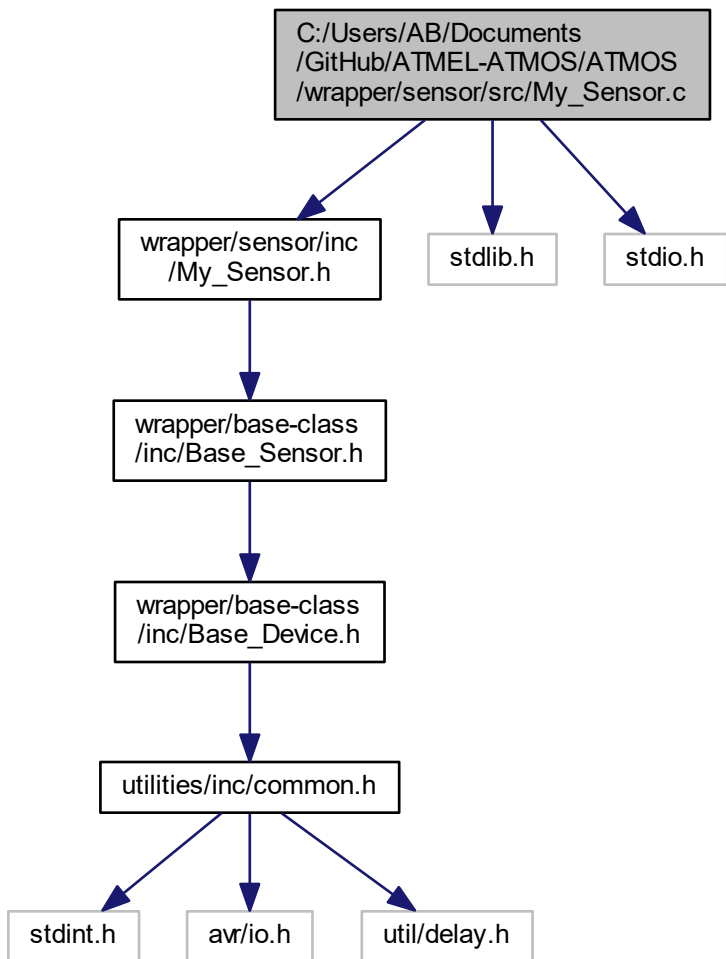 C:/Users/AB/Documents
/GitHub/ATMEL-ATMOS/ATMOS
/wrapper/sensor/src/My_Sensor.c
wrapper/sensor/inc
/My_Sensor.h
stdlib.h
stdio.h
wrapper/base-class
/inc/Base_Sensor.h
wrapper/base-class
/inc/Base_Device.h
utilities/inc/common.h
stdint.h
avr/io.h
util/delay.h